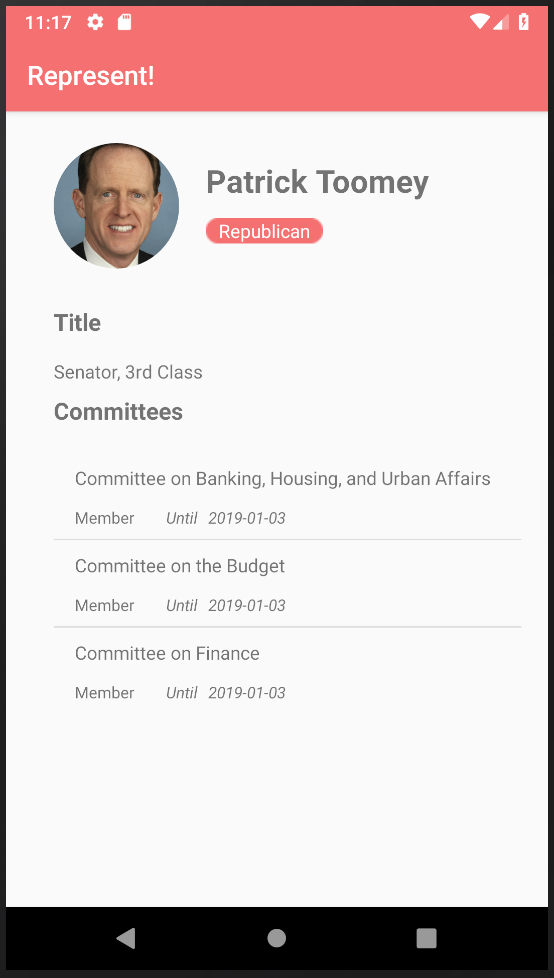 11:17
Represent!
Patrick Toomey
Republican
Title
Senator, 3rd Class
Committees
Committee on Banking, Housing, and Urban Affairs
Member Until 2019-01-03
Committee on the Budget
Member Until 2019-01-03
Committee on Finance
Member Until 2019-01-03